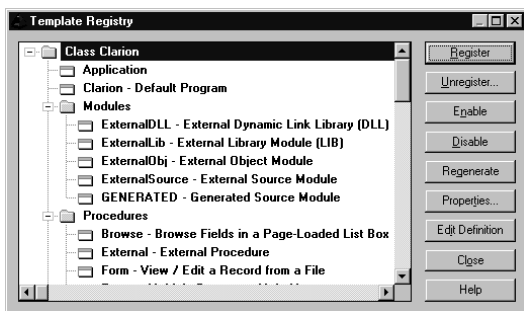 Template Registry
Class Clarion
Application
Clarion - Default Program
Modules
ExternalDLL - External Dynamic Link Library (DLL)
ExternalLib - External Library Module (LIB)
ExternalObj - External Object Module
ExternalSource - External Source Module
GENERATED - Generated Source Module
Procedures
Browse - Browse Fields in a Page-Loaded List Box
External - External Procedure
Form - View / Edit a Record from a File
Register
Unregister...
Enable
Disable
Regenerate
Properties...
Edit Definition
Close
Help